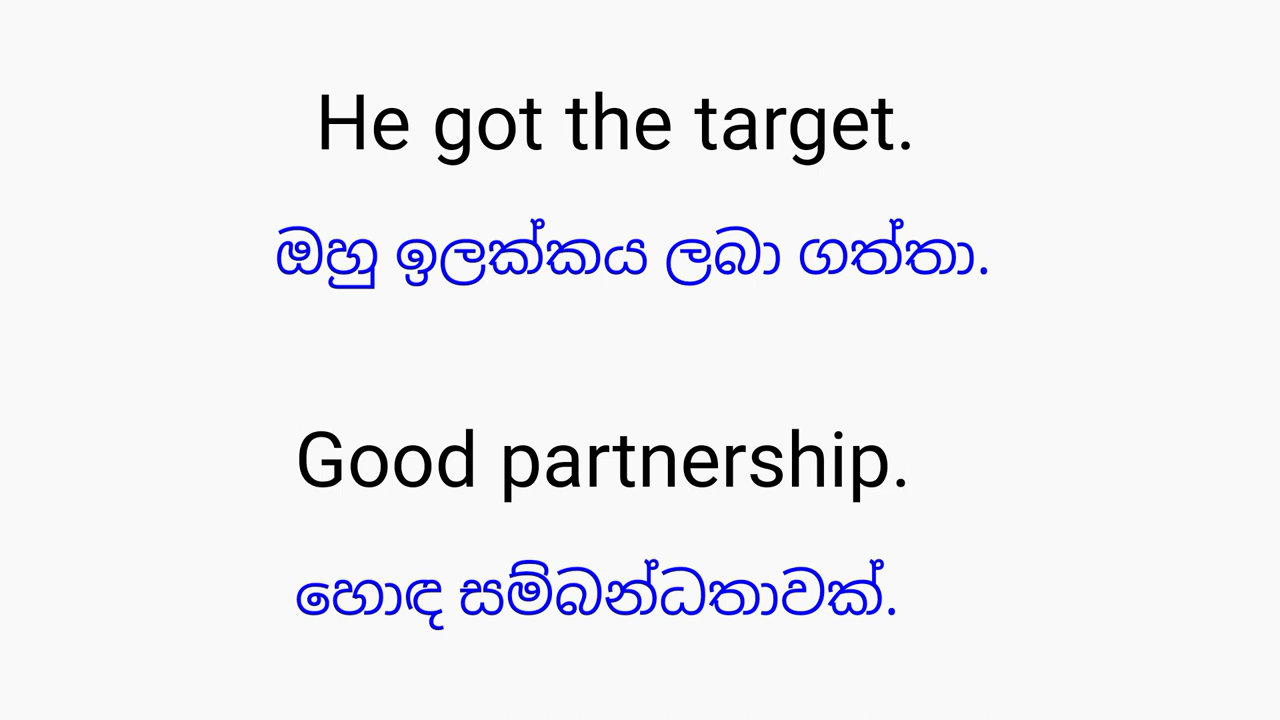 He got the target.
ඔහු ඉලක්කය ලබා ගත්තා.
Good partnership.
හොඳ සම්බන්ධතාවක්.